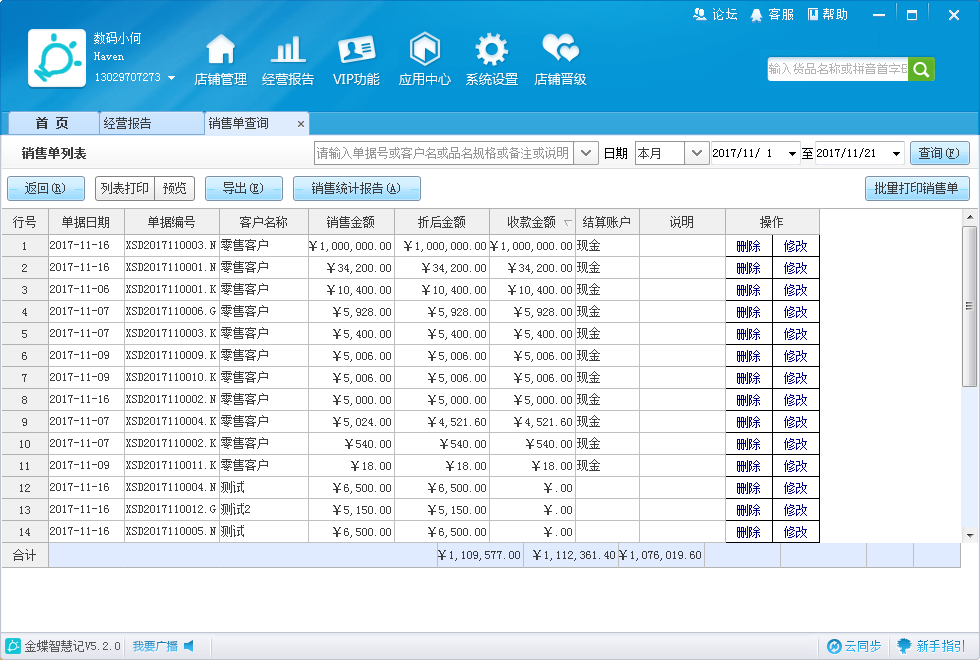 论坛 客服 帮助
数码小何
Haven
13029707273
店铺管理 经营报告 VIP功能 应用中心 系统设置 店铺晋级
输入货品名称或拼音首字母
首 页 经营报告 销售单查询 ×
销售单列表 请输入单据号或客户名或品名规格或备注或说明 日期 本月 2017/11/ 1 至 2017/11/21 查询(F)
返回(R) 列表打印 预览 导出(E) 销售统计报告(A) 批里打印销售单
行号 单据日期 单据编号 客户名称 销售金额 折后金额 收款金额 结算账户 说明 操作
1 2017-11-16 XSD2017110003.N 零售客户 ¥1,000,000.00 ¥1,000,000.00 ¥1,000,000.00 现金 删除 修改
2 2017-11-16 XSD2017110001.N 零售客户 ¥34,200.00 ¥34,200.00 ¥34,200.00 现金 删除 修改
3 2017-11-06 XSD2017110001.K 零售客户 ¥10,400.00 ¥10,400.00 ¥10,400.00 现金 删除 修改
4 2017-11-07 XSD2017110006.G 零售客户 ¥5,928.00 ¥5,928.00 ¥5,928.00 现金 删除 修改
5 2017-11-07 XSD2017110003.K 零售客户 ¥5,400.00 ¥5,400.00 ¥5,400.00 现金 删除 修改
6 2017-11-09 XSD2017110009.K 零售客户 ¥5,006.00 ¥5,006.00 ¥5,006.00 现金 删除 修改
7 2017-11-09 XSD2017110010.K 零售客户 ¥5,006.00 ¥5,006.00 ¥5,006.00 现金 删除 修改
8 2017-11-16 XSD2017110002.N 零售客户 ¥5,000.00 ¥5,000.00 ¥5,000.00 现金 删除 修改
9 2017-11-07 XSD2017110004.K 零售客户 ¥5,024.00 ¥4,521.60 ¥4,521.60 现金 删除 修改
10 2017-11-07 XSD2017110002.K 零售客户 ¥540.00 ¥540.00 ¥540.00 现金 删除 修改
11 2017-11-09 XSD2017110011.K 零售客户 ¥18.00 ¥18.00 ¥18.00 现金 删除 修改
12 2017-11-16 XSD2017110004.N 测试 ¥6,500.00 ¥6,500.00 ¥.00 删除 修改
13 2017-11-16 XSD2017110012.G 测试2 ¥5,150.00 ¥5,150.00 ¥.00 删除 修改
14 2017-11-16 XSD2017110005.N 测试 ¥6,500.00 ¥6,500.00 ¥.00 删除 修改
合计 ¥1,109,577.00 ¥1,112,361.40 ¥1,076,019.60
金蝶智慧记V5.2.0 我要广播 云同步 新手指引